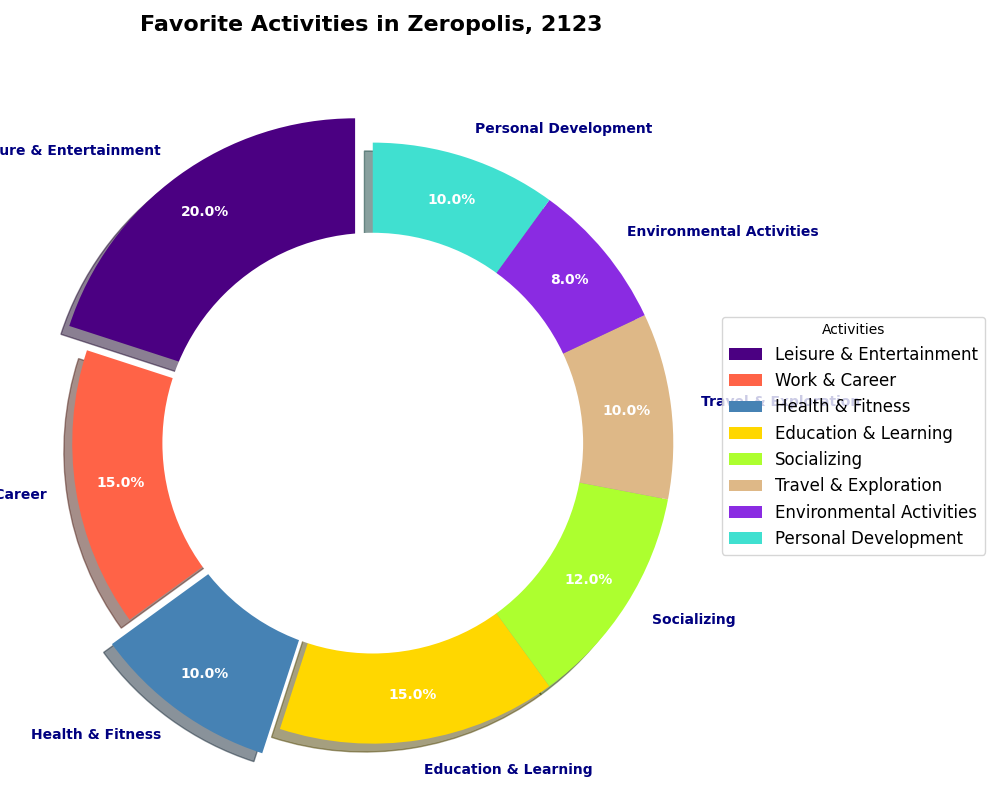 Favorite Activities in Zeropolis, 2123
Personal Development
ure & Entertainment
20.0%
10.0%
Environmental Activities
8.0%
Activities
Leisure & Entertainment
Work & Career
Health & Fitness
Education & Learning
Socializing
Travel & Exploration
Environmental Activities
Personal Development
Travel & Exploration
10.0%
15.0%
Career
12.0%
Socializing
10.0%
15.0%
Health & Fitness
Education & Learning